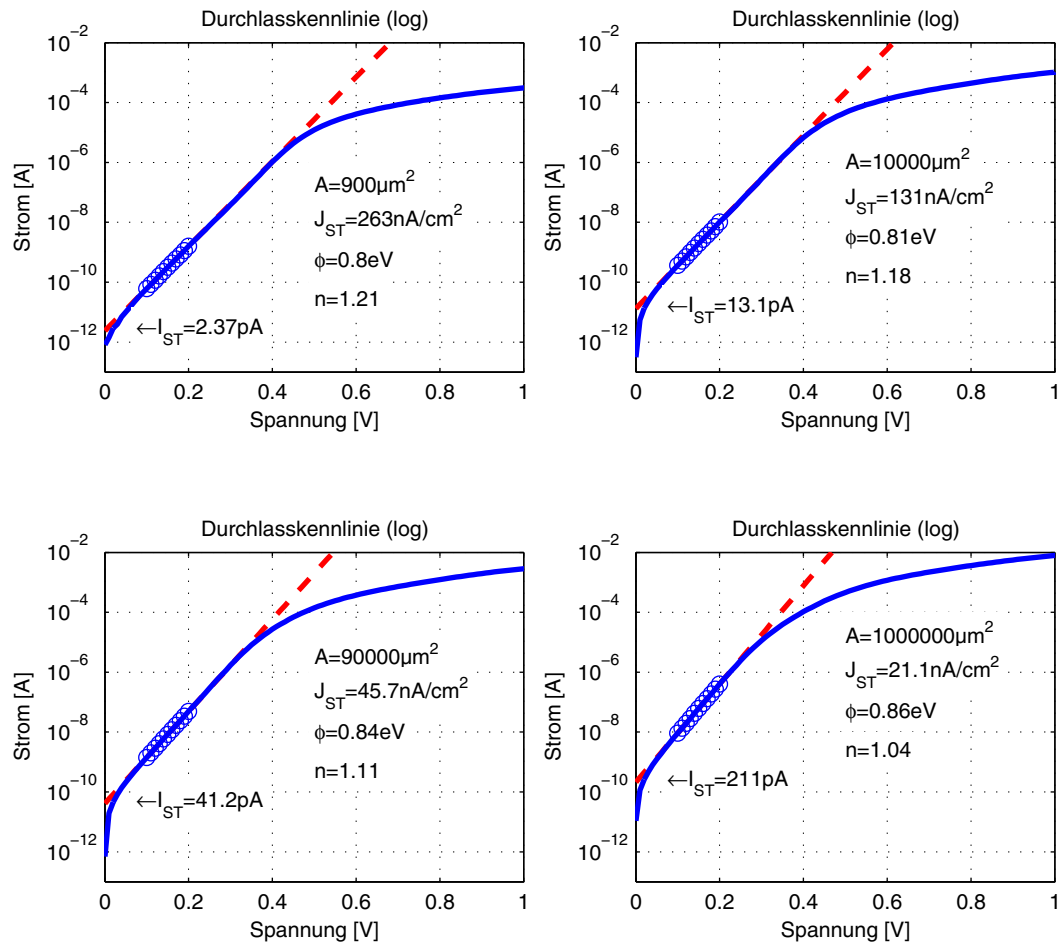 Durchlasskennlinie (log)
10^-2
10^-4
10^-6
10^-8
10^-10
10^-12
Strom [A]
A=900µm^2
J_ST=263nA/cm^2
ϕ=0.8eV
n=1.21
←I_ST=2.37pA
0 0.2 0.4 0.6 0.8 1
Spannung [V]
Durchlasskennlinie (log)
10^-2
10^-4
10^-6
10^-8
10^-10
10^-12
Strom [A]
A=10000µm^2
J_ST=131nA/cm^2
ϕ=0.81eV
n=1.18
←I_ST=13.1pA
0 0.2 0.4 0.6 0.8 1
Spannung [V]
Durchlasskennlinie (log)
10^-2
10^-4
10^-6
10^-8
10^-10
10^-12
Strom [A]
A=90000µm^2
J_ST=45.7nA/cm^2
ϕ=0.84eV
n=1.11
←I_ST=41.2pA
0 0.2 0.4 0.6 0.8 1
Spannung [V]
Durchlasskennlinie (log)
10^-2
10^-4
10^-6
10^-8
10^-10
10^-12
Strom [A]
A=1000000µm^2
J_ST=21.1nA/cm^2
ϕ=0.86eV
n=1.04
←I_ST=211pA
0 0.2 0.4 0.6 0.8 1
Spannung [V]